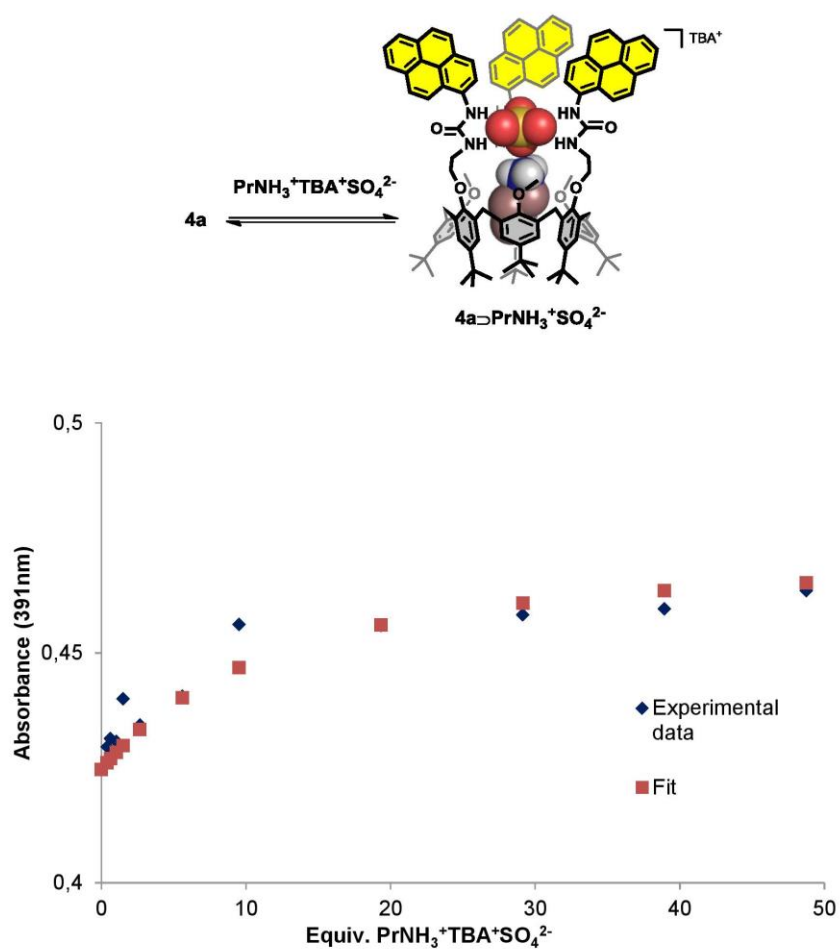 TBA⁺
NH HN
O O
NH HN
O O O O O
PrNH₃⁺TBA⁺SO₄²⁻
4a
4a⊃PrNH₃⁺SO₄²⁻
0,5
0,45
0,4
Absorbance (391nm)
Experimental
data
Fit
0 10 20 30 40 50
Equiv. PrNH₃⁺TBA⁺SO₄²⁻